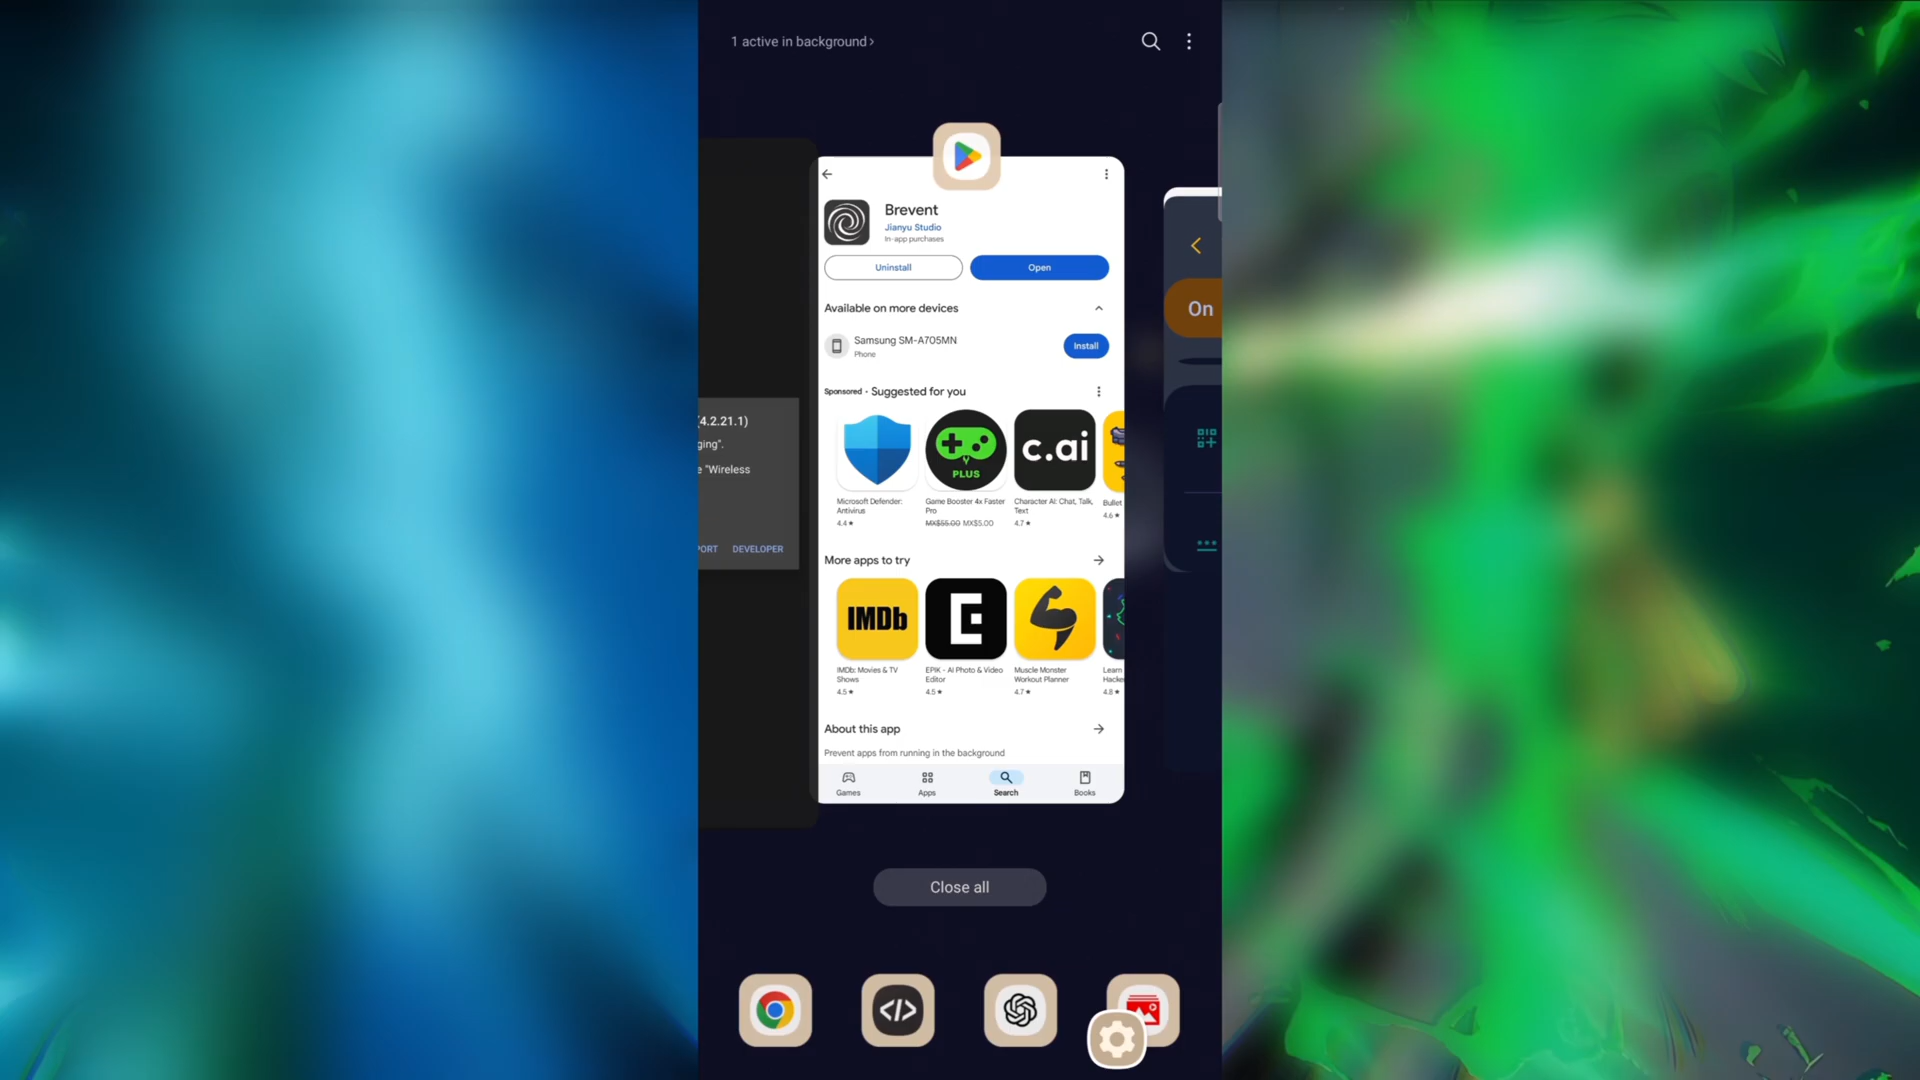 1 active in background ›
(4.2.21.1)
ging".
e "Wireless
PORT DEVELOPER
Brevent
Jianyu Studio
In-app purchases
Uninstall
Open
Available on more devices
Samsung SM-A705MN
Phone
Install
Sponsored · Suggested for you
PLUS
c.ai
Microsoft Defender:
Antivirus
4.4★
Game Booster 4x Faster
Pro
MX$55.00 MX$5.00
Character AI: Chat, Talk,
Text
4.7★
Bullet
4.6★
More apps to try
IMDb
IMDb: Movies & TV
Shows
4.5★
EPIK - AI Photo & Video
Editor
4.5★
Muscle Monster
Workout Planner
4.7★
Learn
Hacke
4.8★
About this app
Prevent apps from running in the background
Games
Apps
Search
Books
On
Close all